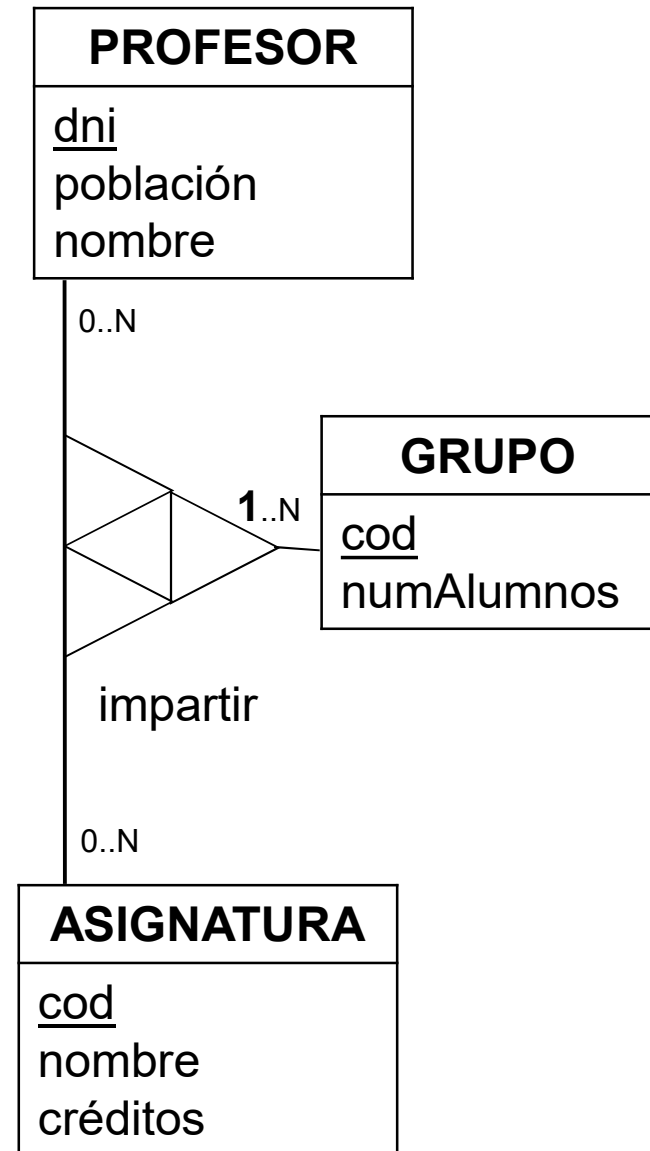 PROFESOR
dni
población
nombre
0..N
1..N
GRUPO
cod
numAlumnos
impartir
0..N
ASIGNATURA
cod
nombre
créditos